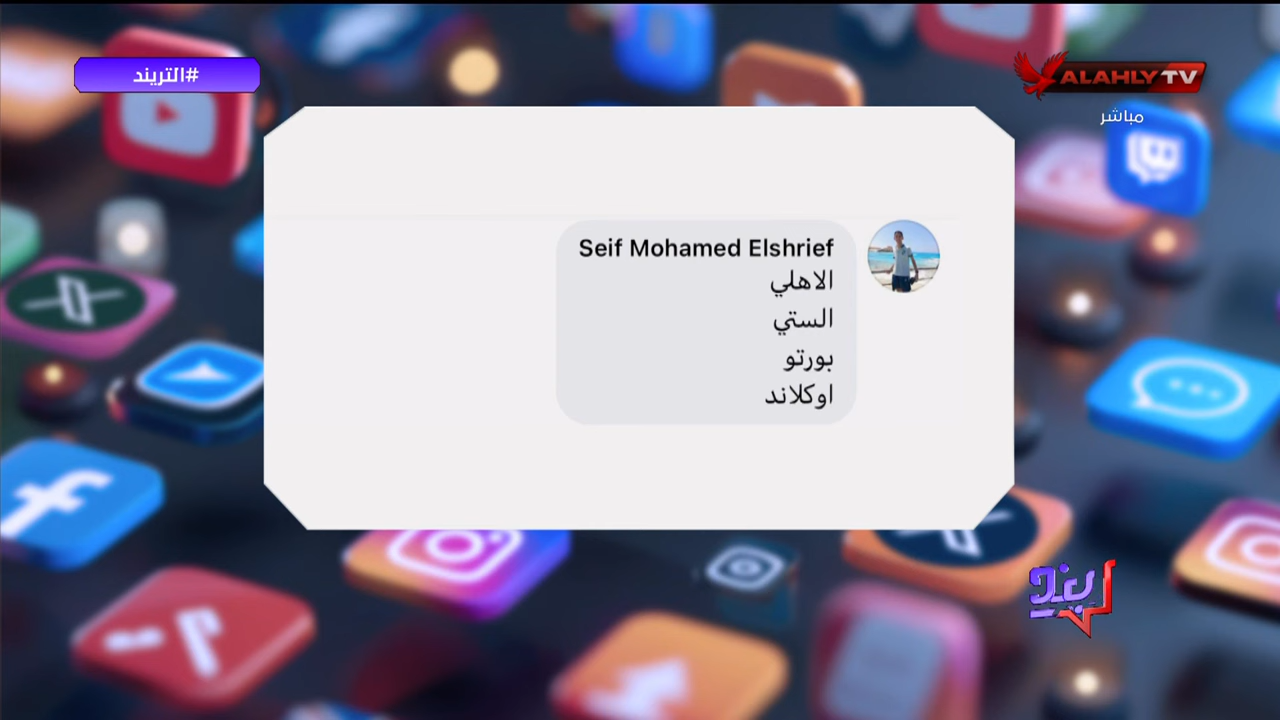 #التريند
ALAHLY TV
مباشر
Seif Mohamed Elshrief
الاهلي
الستي
بورتو
اوكلاند